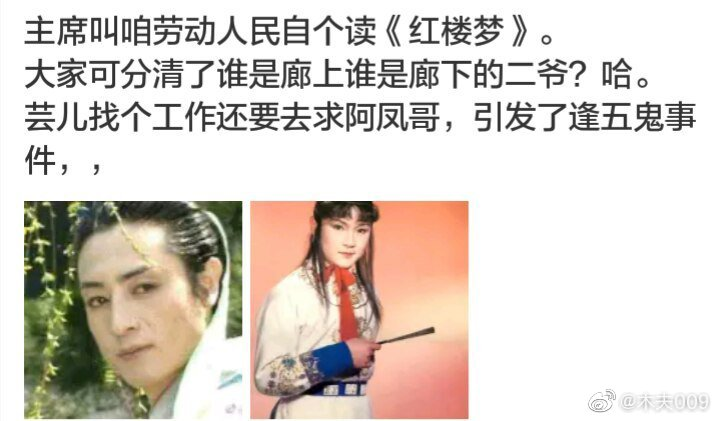 主席叫咱劳动人民自个读《红楼梦》。
大家可分清了谁是廊上谁是廊下的二爷？哈。
芸儿找个工作还要去求阿凤哥，引发了逢五鬼事
件，，
@木夫009